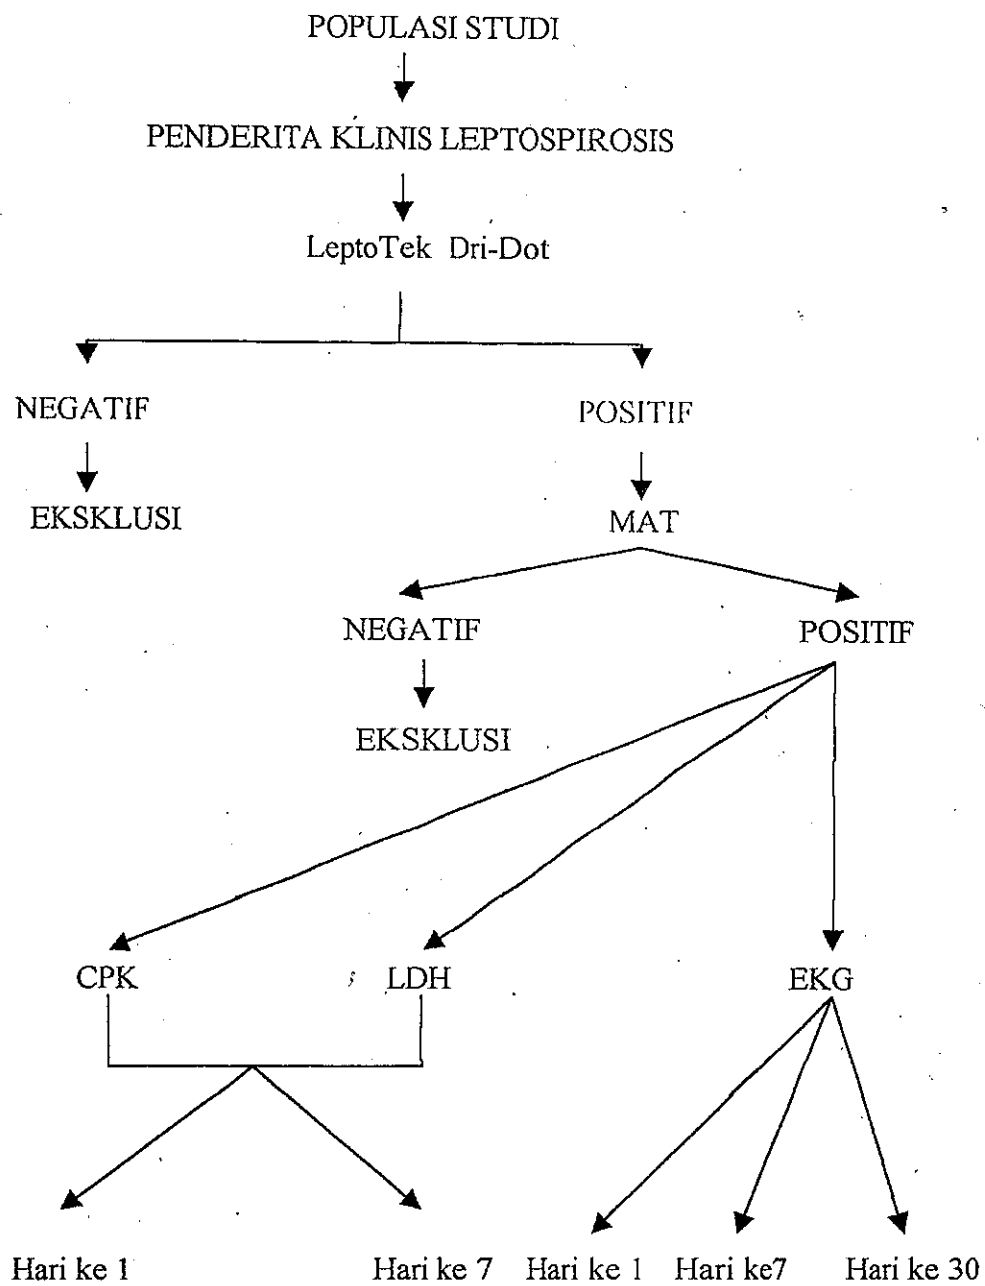 POPULASI STUDI
PENDERITA KLINIS LEPTOSPIROSIS
LeptoTek Dri-Dot
NEGATIF
POSITIF
EKSKLUSI
MAT
NEGATIF
POSITIF
EKSKLUSI
CPK
LDH
EKG
Hari ke 1
Hari ke 7
Hari ke 1
Hari ke7
Hari ke 30